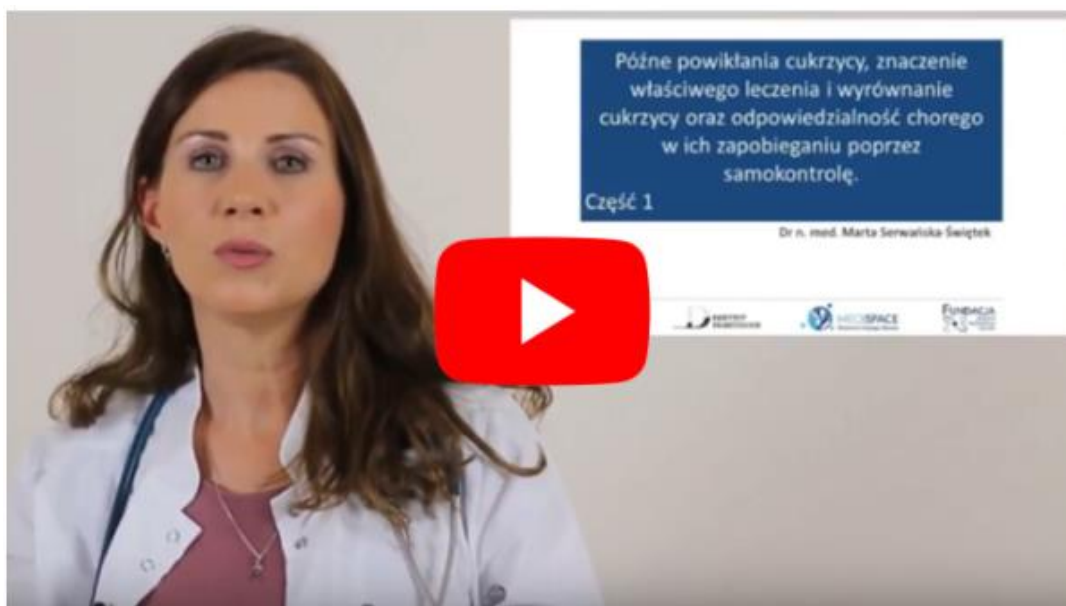 Późne powikłania cukrzycy, znaczenie
właściwego leczenia i wyrównanie
cukrzycy oraz odpowiedzialność chorego
w ich zapobieganiu poprzez
samokontrolę.
Część 1
Dr n. med. Marta Serwańska-Świętek
MEDISPACE
FUNDACJA